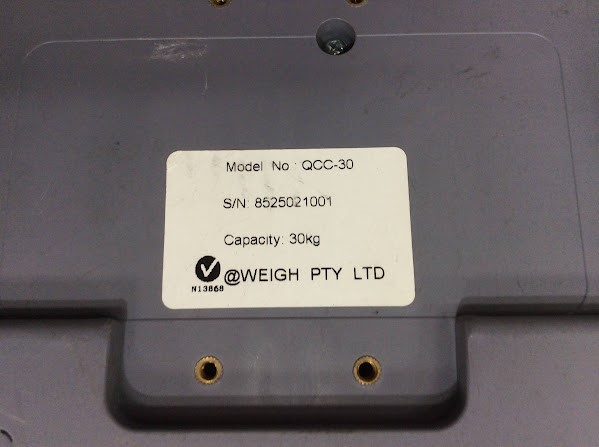 Model No : QCC-30
S/N: 8525021001
Capacity: 30kg
@WEIGH PTY LTD
N13868